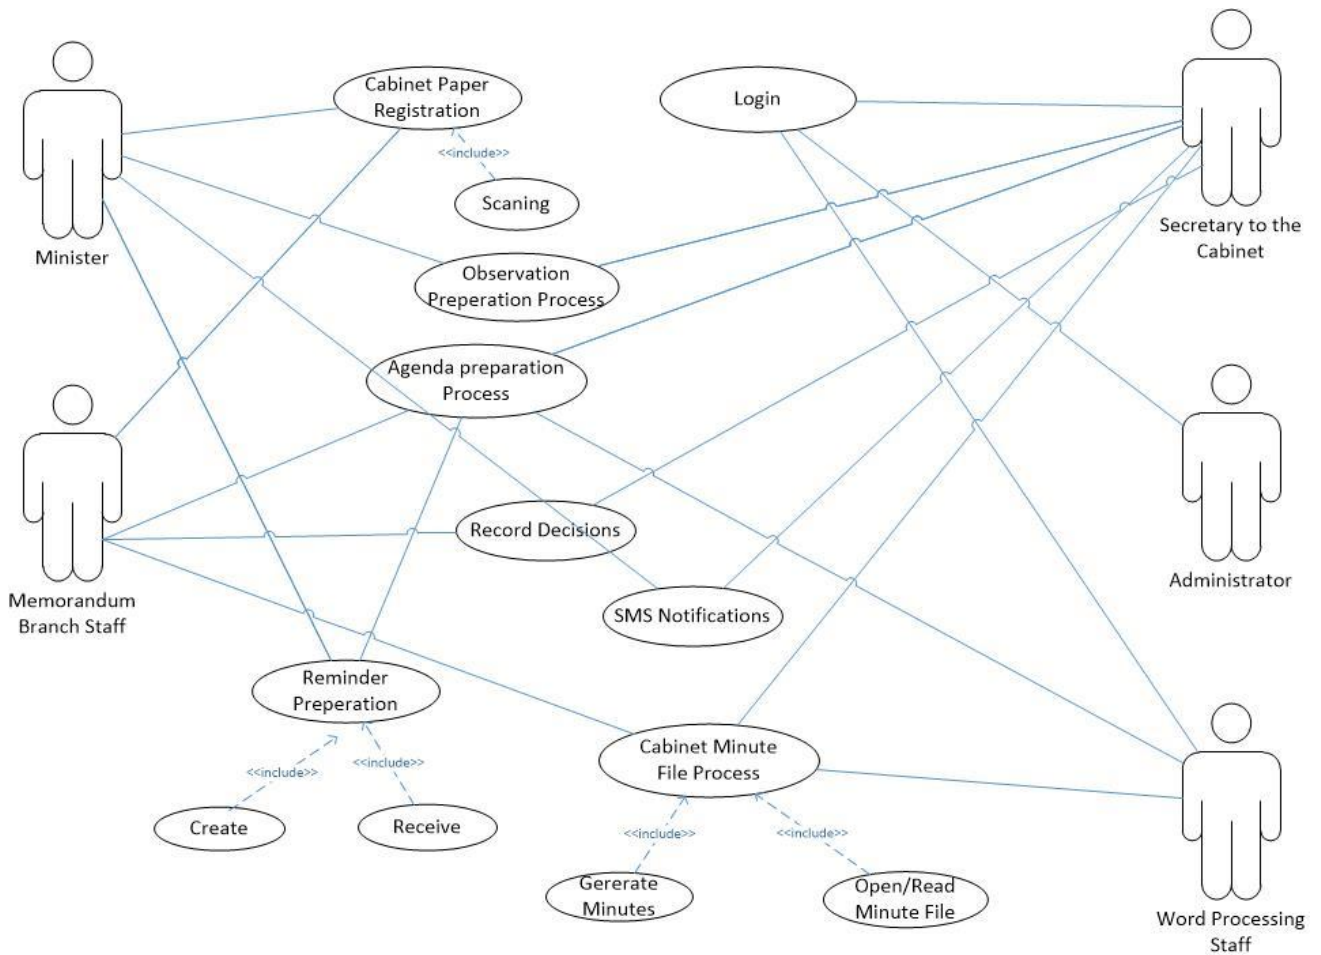 Cabinet Paper
Registration
<<include>>
Scaning
Login
Minister
Secretary to the
Cabinet
Observation
Preperation Process
Agenda preparation
Process
Record Decisions
SMS Notifications
Administrator
Memorandum
Branch Staff
Reminder
Preperation
<<include>>
<<include>>
Create
Receive
Cabinet Minute
File Process
<<include>>
<<include>>
Gererate
Minutes
Open/Read
Minute File
Word Processing
Staff